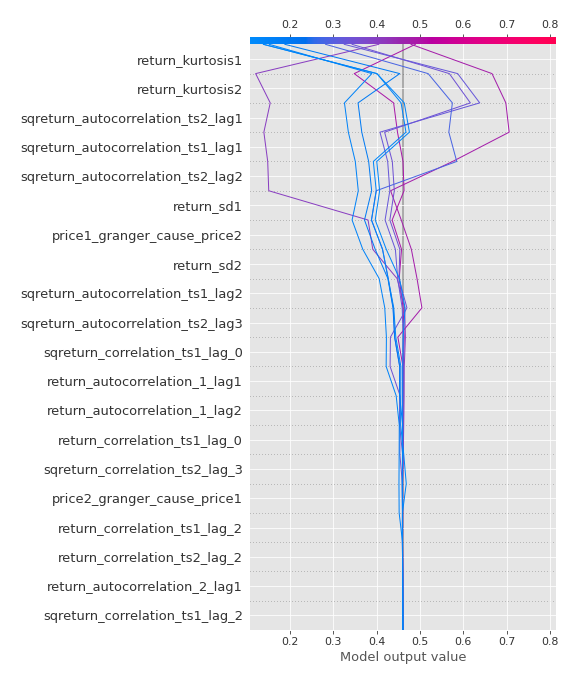 0.2 0.3 0.4 0.5 0.6 0.7 0.8
return_kurtosis1
return_kurtosis2
sqreturn_autocorrelation_ts2_lag1
sqreturn_autocorrelation_ts1_lag1
sqreturn_autocorrelation_ts2_lag2
return_sd1
price1_granger_cause_price2
return_sd2
sqreturn_autocorrelation_ts1_lag2
sqreturn_autocorrelation_ts2_lag3
sqreturn_correlation_ts1_lag_0
return_autocorrelation_1_lag1
return_autocorrelation_1_lag2
return_correlation_ts1_lag_0
sqreturn_correlation_ts2_lag_3
price2_granger_cause_price1
return_correlation_ts1_lag_2
return_correlation_ts2_lag_2
return_autocorrelation_2_lag1
sqreturn_correlation_ts1_lag_2
0.2 0.3 0.4 0.5 0.6 0.7 0.8
Model output value